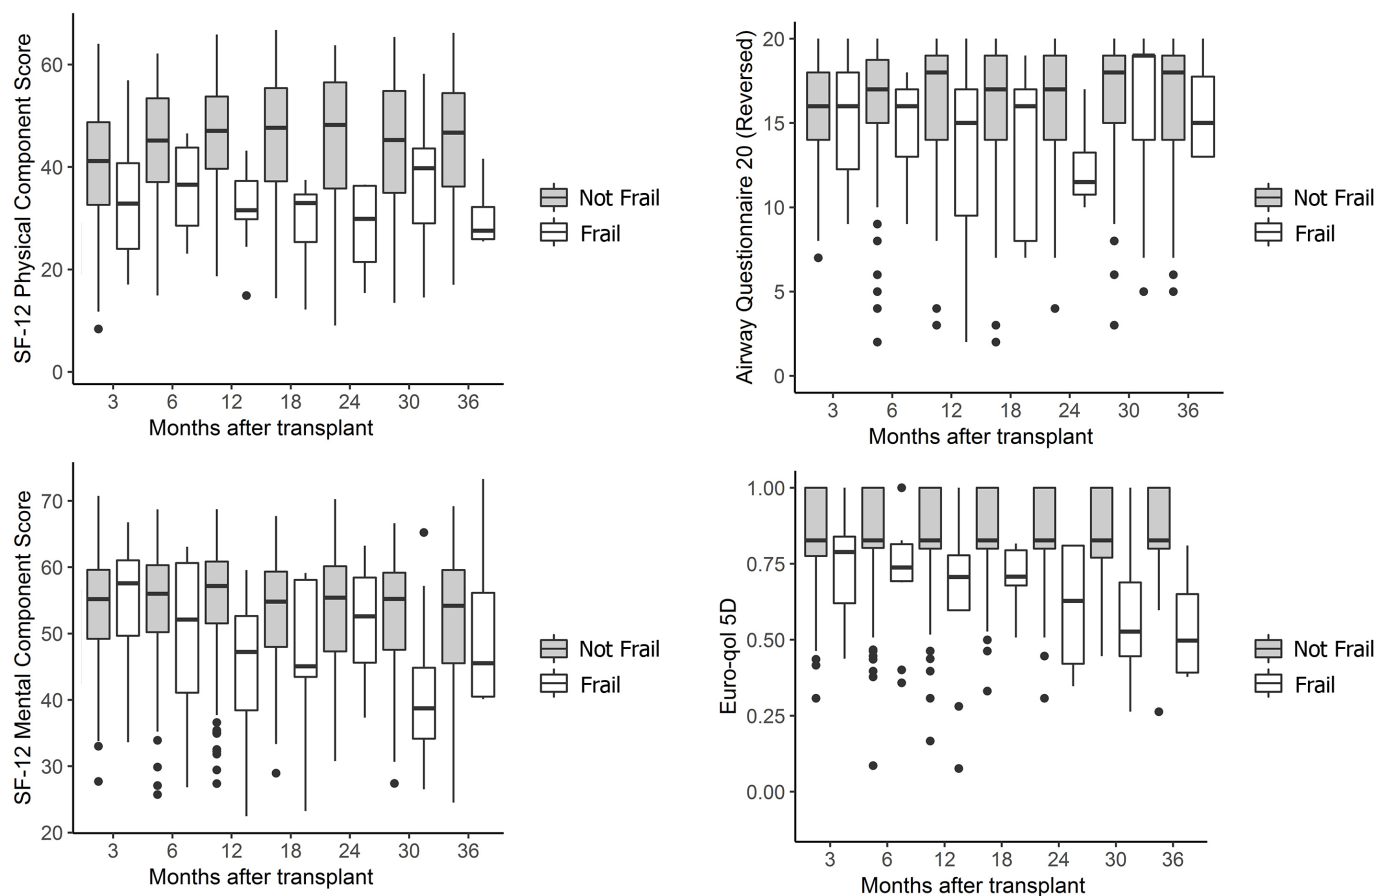 SF-12 Physical Component Score
60
40
20
0
3 6 12 18 24 30 36
Months after transplant
Not Frail
Frail
Airway Questionnaire 20 (Reversed)
20
15
10
5
0
3 6 12 18 24 30 36
Months after transplant
Not Frail
Frail
SF-12 Mental Component Score
70
60
50
40
30
20
3 6 12 18 24 30 36
Months after transplant
Not Frail
Frail
Euro-qol 5D
1.00
0.75
0.50
0.25
0.00
3 6 12 18 24 30 36
Months after transplant
Not Frail
Frail